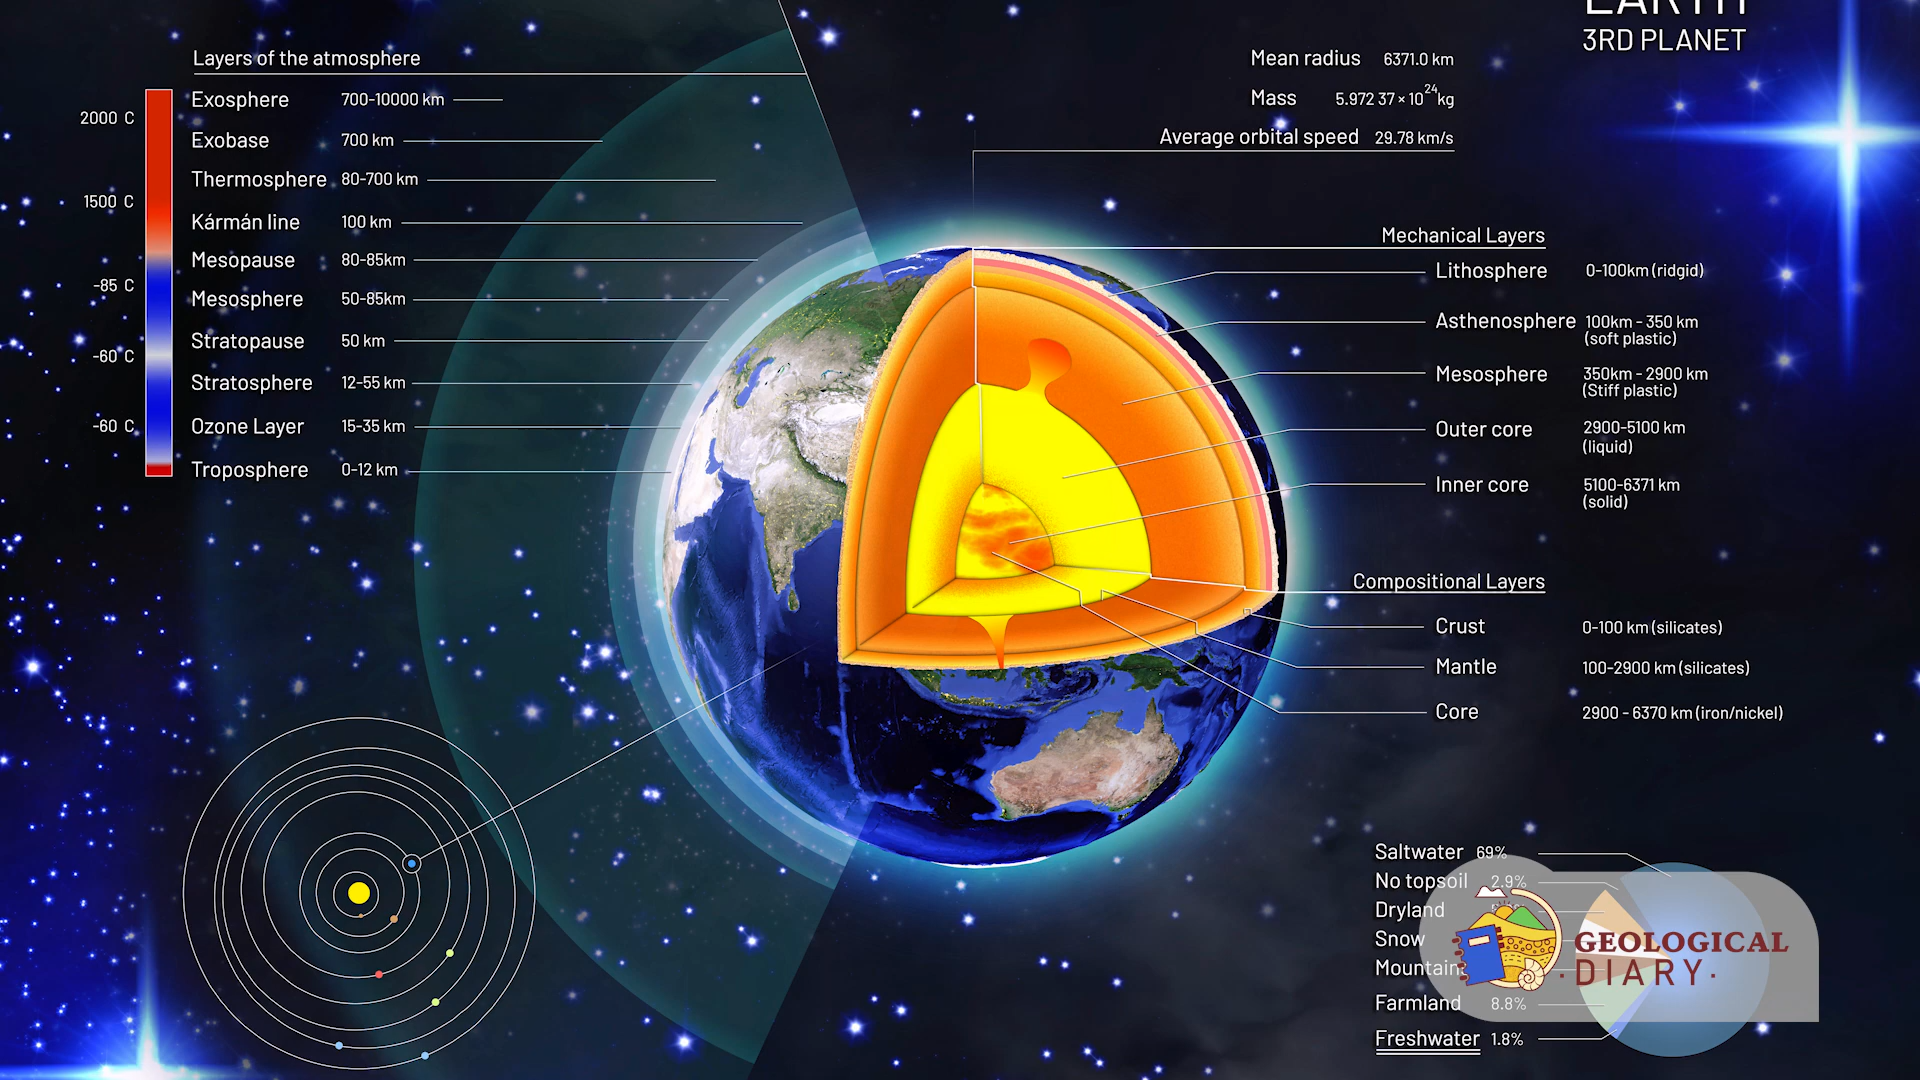 EARTH
3RD PLANET
Layers of the atmosphere
Exosphere 700-10000 km
Exobase 700 km
Thermosphere 80-700 km
Kármán line 100 km
Mesopause 80-85km
Mesosphere 50-85km
Stratopause 50 km
Stratosphere 12-55 km
Ozone Layer 15-35 km
Troposphere 0-12 km
2000 C
1500 C
-85 C
-60 C
-60 C
Mean radius 6371.0 km
Mass 5.972 37 × 10²⁴kg
Average orbital speed 29.78 km/s
Mechanical Layers
Lithosphere 0-100km (ridgid)
Asthenosphere 100km - 350 km
(soft plastic)
Mesosphere 350km - 2900 km
(Stiff plastic)
Outer core 2900-5100 km
(liquid)
Inner core 5100-6371 km
(solid)
Compositional Layers
Crust 0-100 km (silicates)
Mantle 100-2900 km (silicates)
Core 2900 - 6370 km (iron/nickel)
Saltwater 69%
No topsoil 2.9%
Dryland
Snow
Mountain
Farmland 8.8%
Freshwater 1.8%
GEOLOGICAL
·DIARY·